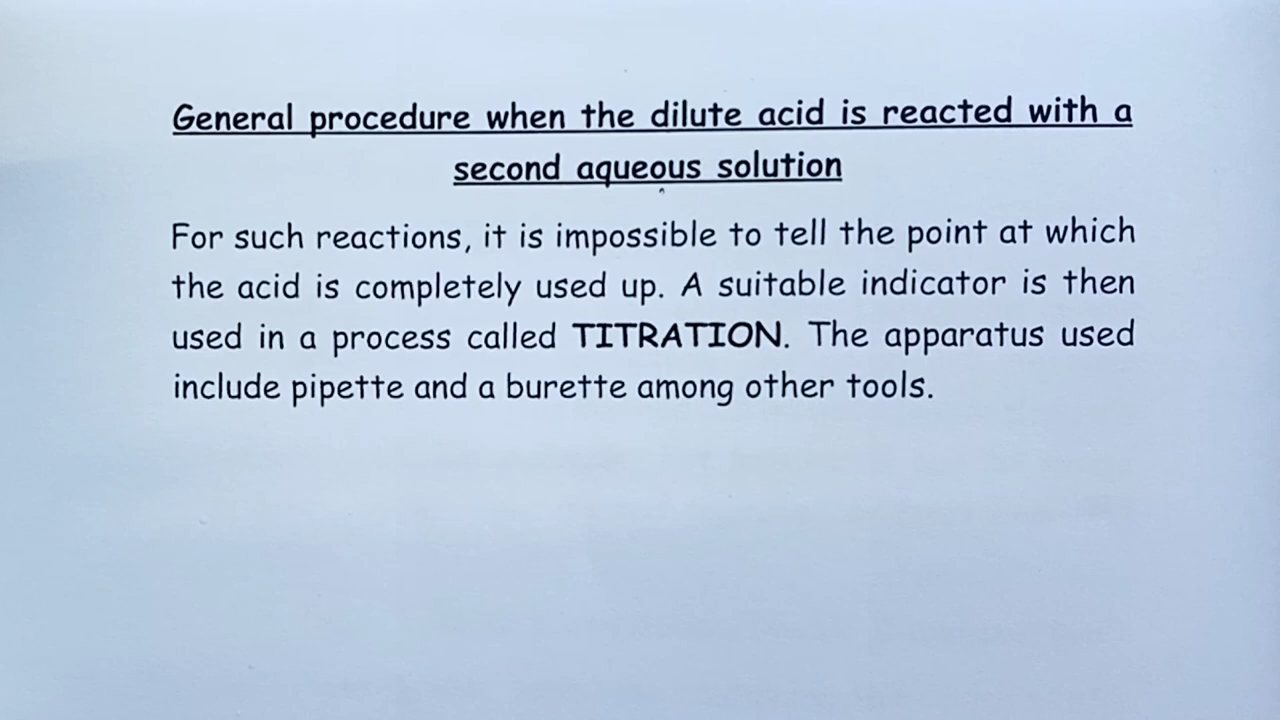 General procedure when the dilute acid is reacted with a
second aqueous solution
For such reactions, it is impossible to tell the point at which
the acid is completely used up. A suitable indicator is then
used in a process called TITRATION. The apparatus used
include pipette and a burette among other tools.